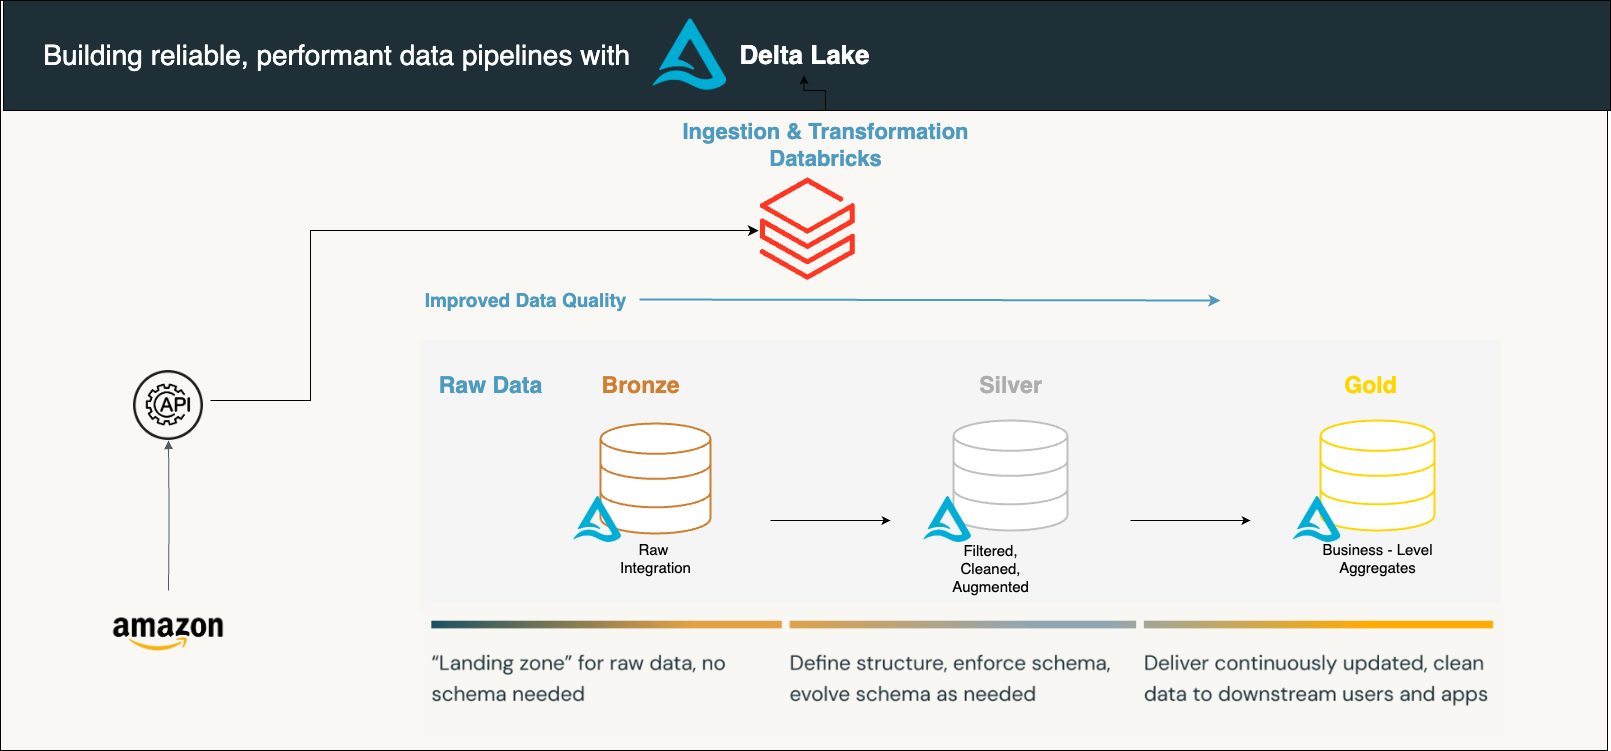 Building reliable, performant data pipelines with Delta Lake
Ingestion & Transformation
Databricks
Improved Data Quality
Raw Data Bronze Silver Gold
API
Raw
Integration
Filtered,
Cleaned,
Augmented
Business - Level
Aggregates
amazon
“Landing zone” for raw data, no
schema needed
Define structure, enforce schema,
evolve schema as needed
Deliver continuously updated, clean
data to downstream users and apps